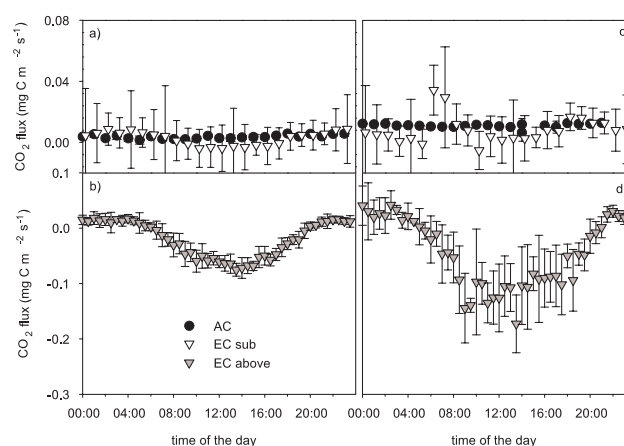 0.08
0.04
0.00
0.1
0.0
-0.1
-0.2
-0.3
CO2 flux (mg C m -2 s-1)
CO2 flux (mg C m -2 s-1)
a)
c
b)
d
AC
EC sub
EC above
00:00 04:00 08:00 12:00 16:00 20:00 00:00 04:00 08:00 12:00 16:00 20:00
time of the day
time of the day